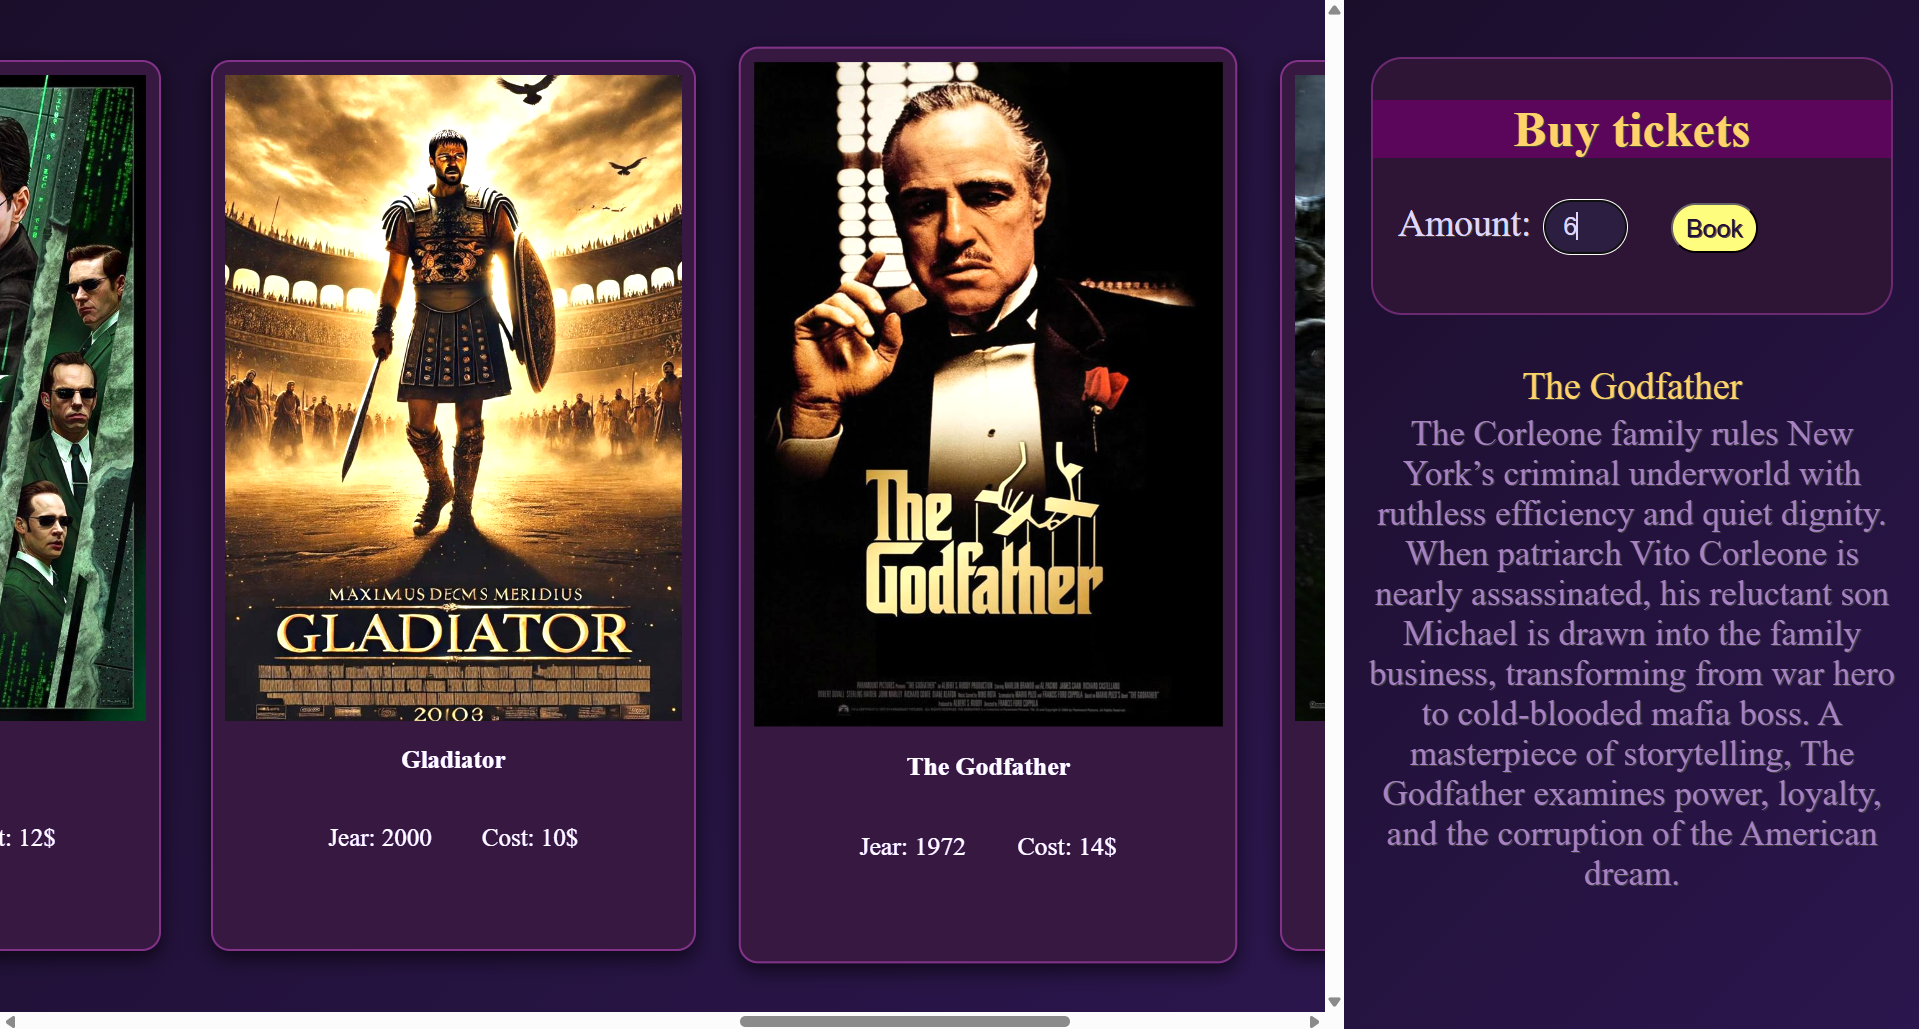 t: 12$
MAXIMUS DECMS MERIDIUS
GLADIATOR
20103
Gladiator
Jear: 2000 Cost: 10$
The
Godfather
The Godfather
Jear: 1972 Cost: 14$
Buy tickets
Amount: 6 Book
The Godfather
The Corleone family rules New
York’s criminal underworld with
ruthless efficiency and quiet dignity.
When patriarch Vito Corleone is
nearly assassinated, his reluctant son
Michael is drawn into the family
business, transforming from war hero
to cold-blooded mafia boss. A
masterpiece of storytelling, The
Godfather examines power, loyalty,
and the corruption of the American
dream.